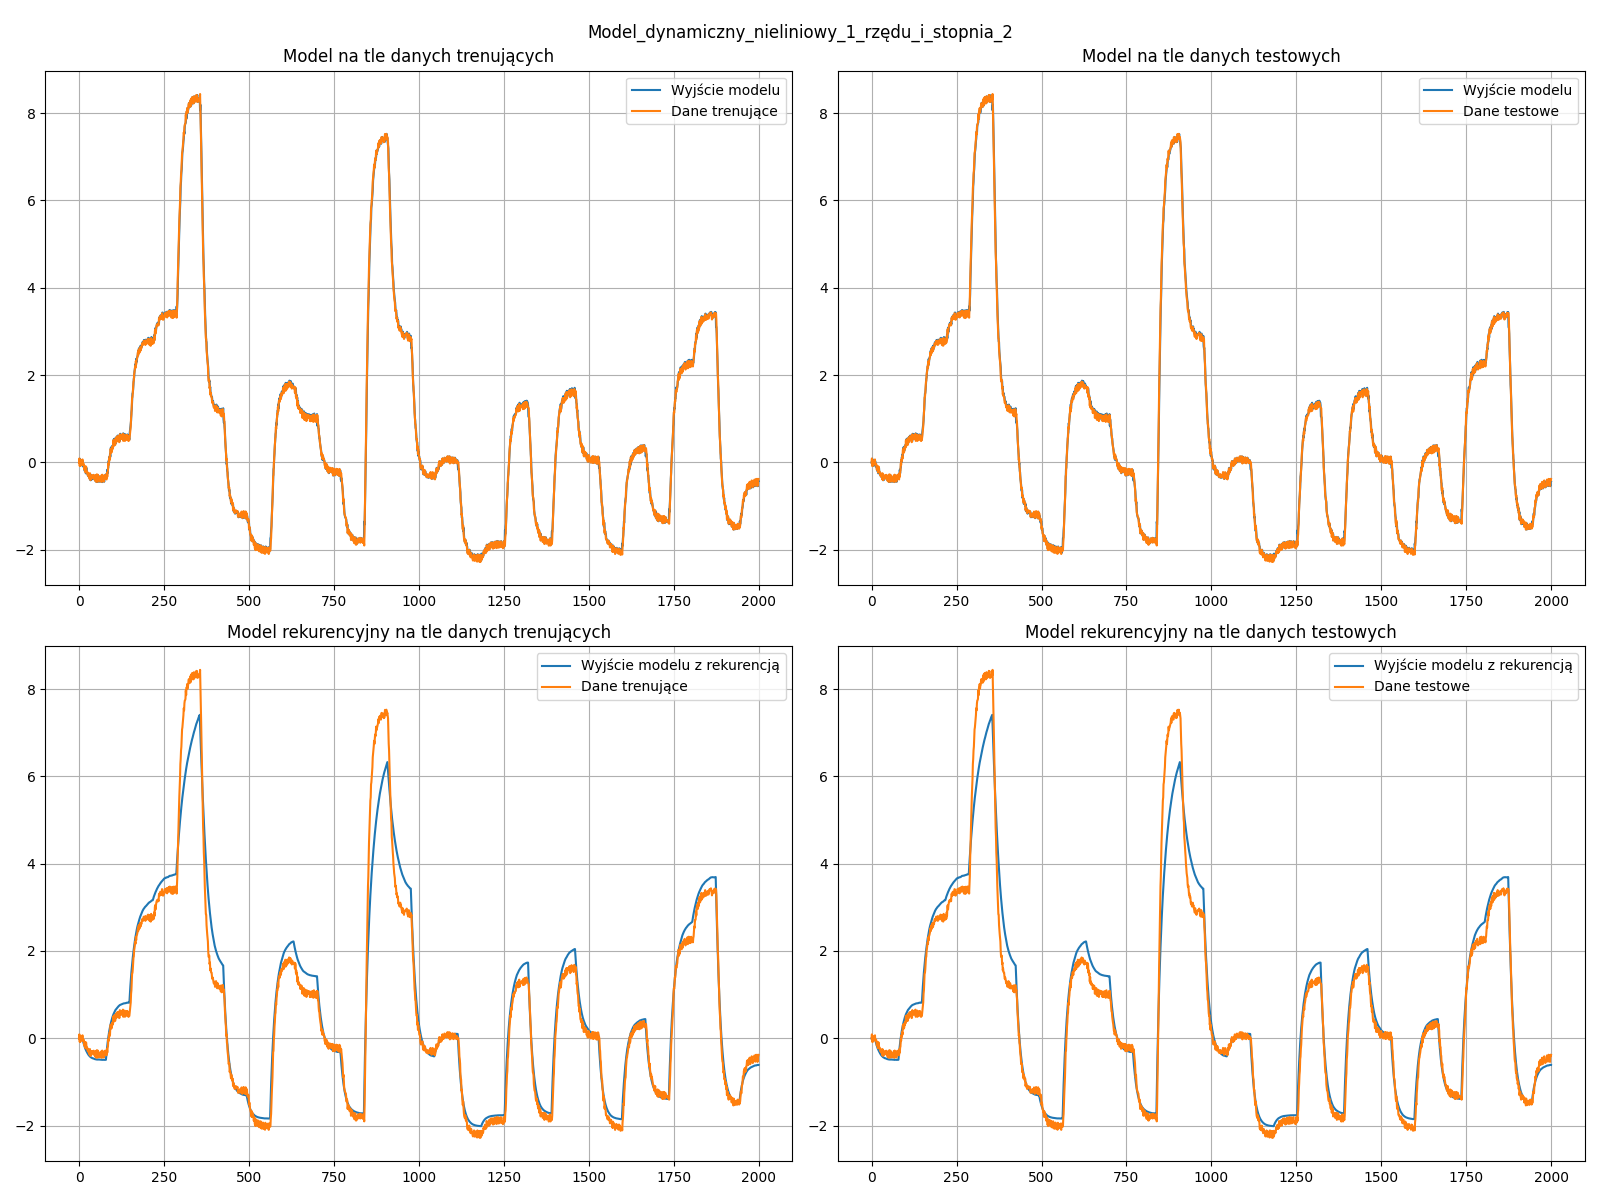 Model_dynamiczny_nieliniowy_1_rzędu_i_stopnia_2
Model na tle danych trenujących
Wyjście modelu
Dane trenujące
8
6
4
2
0
−2
0 250 500 750 1000 1250 1500 1750 2000
Model na tle danych testowych
Wyjście modelu
Dane testowe
8
6
4
2
0
−2
0 250 500 750 1000 1250 1500 1750 2000
Model rekurencyjny na tle danych trenujących
Wyjście modelu z rekurencją
Dane trenujące
8
6
4
2
0
−2
0 250 500 750 1000 1250 1500 1750 2000
Model rekurencyjny na tle danych testowych
Wyjście modelu z rekurencją
Dane testowe
8
6
4
2
0
−2
0 250 500 750 1000 1250 1500 1750 2000